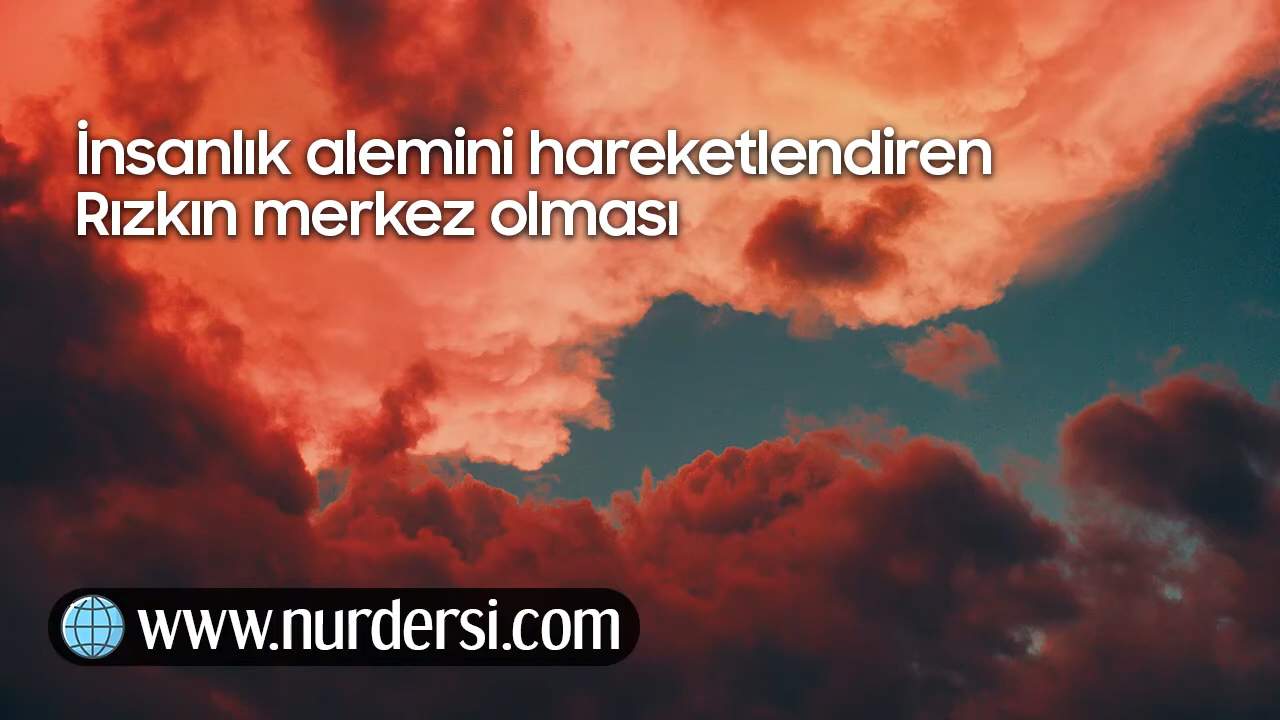 İnsanlık alemini hareketlendiren
Rızkın merkez olması
www.nurdersi.com